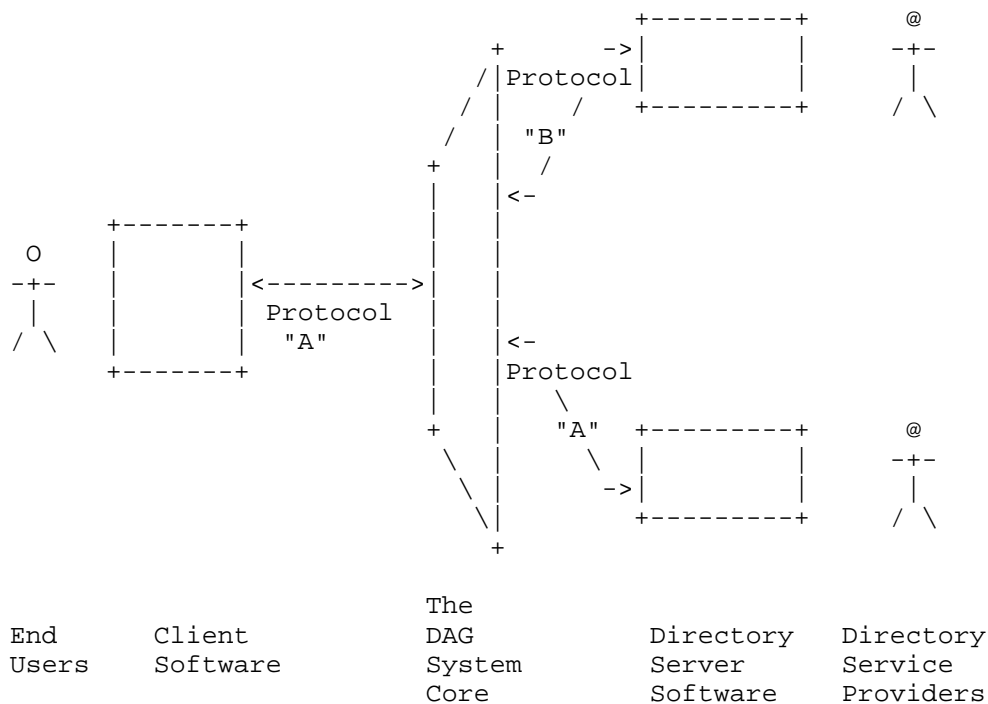 Protocol
"B"
Protocol
"A"
Protocol
"A"
The
End Client DAG Directory Directory
Users Software System Server Service
Core Software Providers